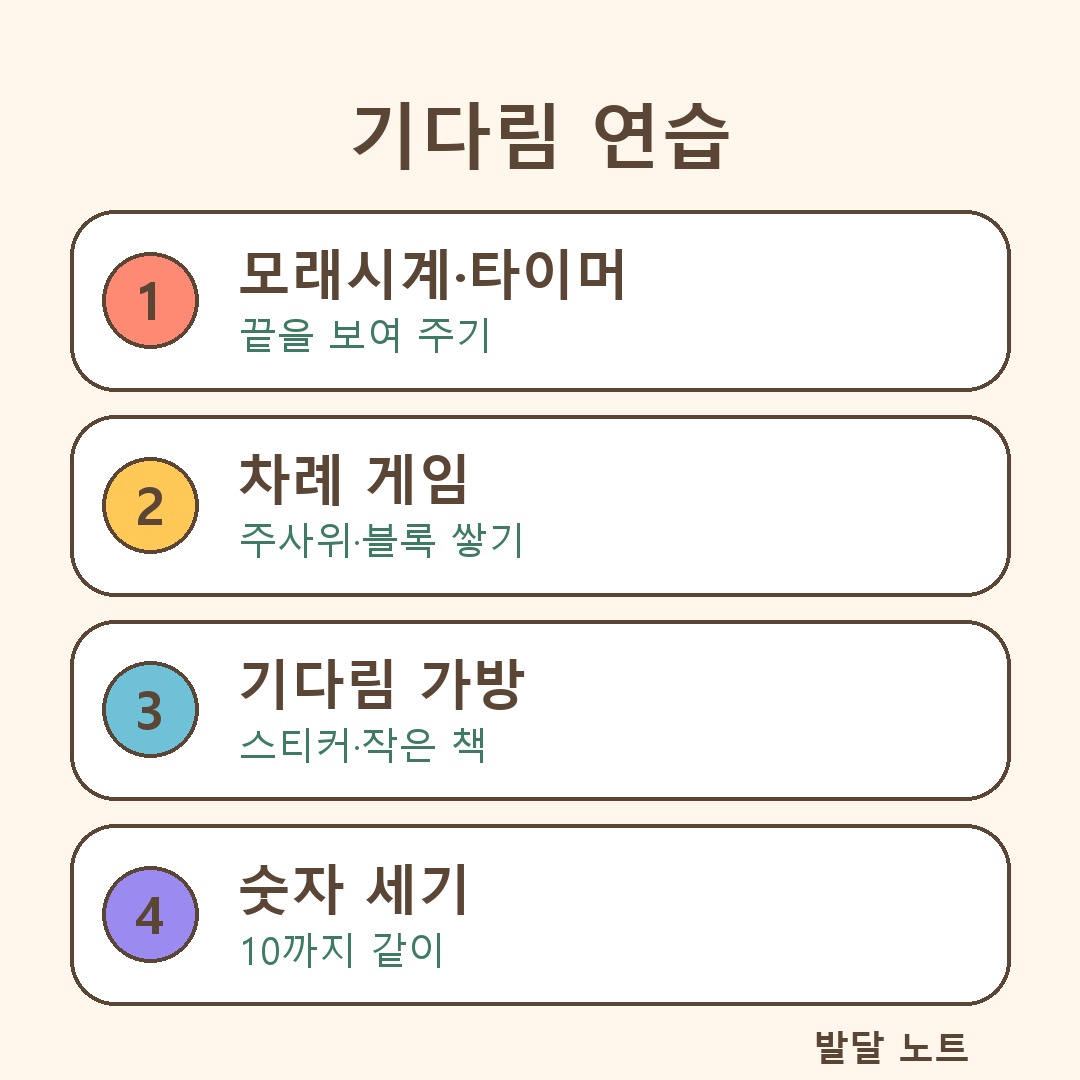 기다림 연습
1
모래시계·타이머
끝을 보여 주기
2
차례 게임
주사위·블록 쌓기
3
기다림 가방
스티커·작은 책
4
숫자 세기
10까지 같이
발달 노트